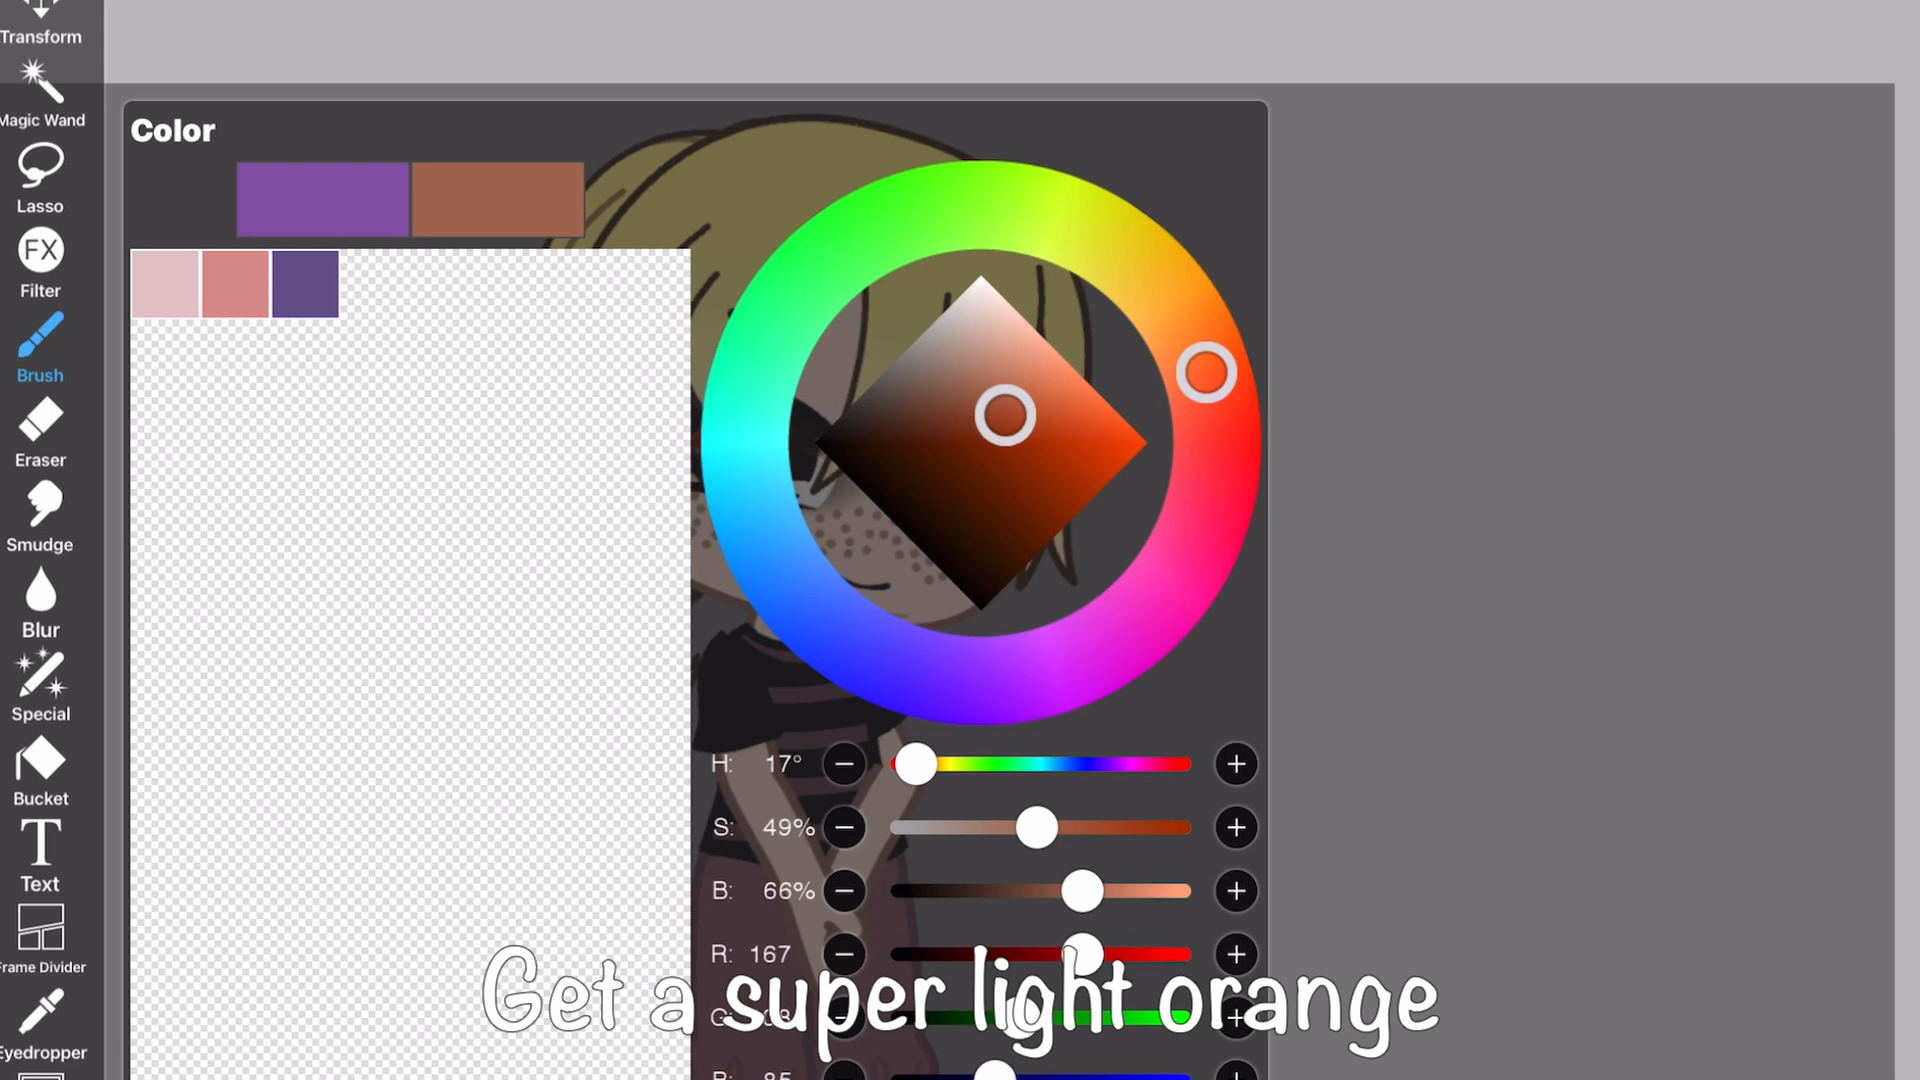 Transform
Magic Wand
Lasso
FX
Filter
Brush
Eraser
Smudge
Blur
Special
Bucket
T
Text
Frame Divider
Eyedropper
Color
H: 17°
S: 49%
B: 66%
R: 167
G:
B: 85
Get a super light orange